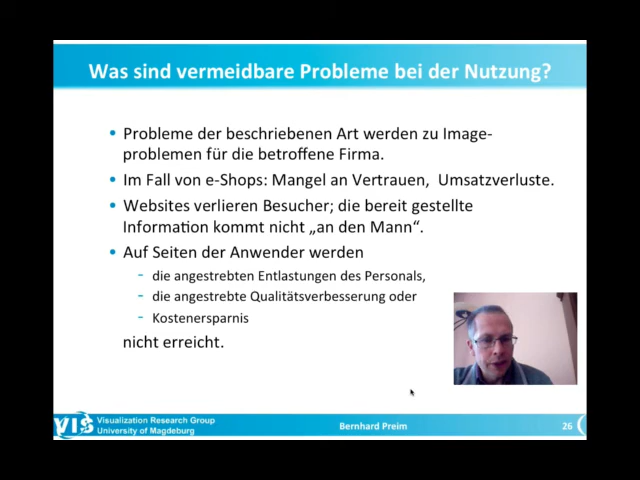 Was sind vermeidbare Probleme bei der Nutzung?
• Probleme der beschriebenen Art werden zu Image-
problemen für die betroffene Firma.
• Im Fall von e-Shops: Mangel an Vertrauen, Umsatzverluste.
• Websites verlieren Besucher; die bereit gestellte
Information kommt nicht „an den Mann“.
• Auf Seiten der Anwender werden
- die angestrebten Entlastungen des Personals,
- die angestrebte Qualitätsverbesserung oder
- Kostenersparnis
nicht erreicht.
VIS
Visualization Research Group
University of Magdeburg
Bernhard Preim
26